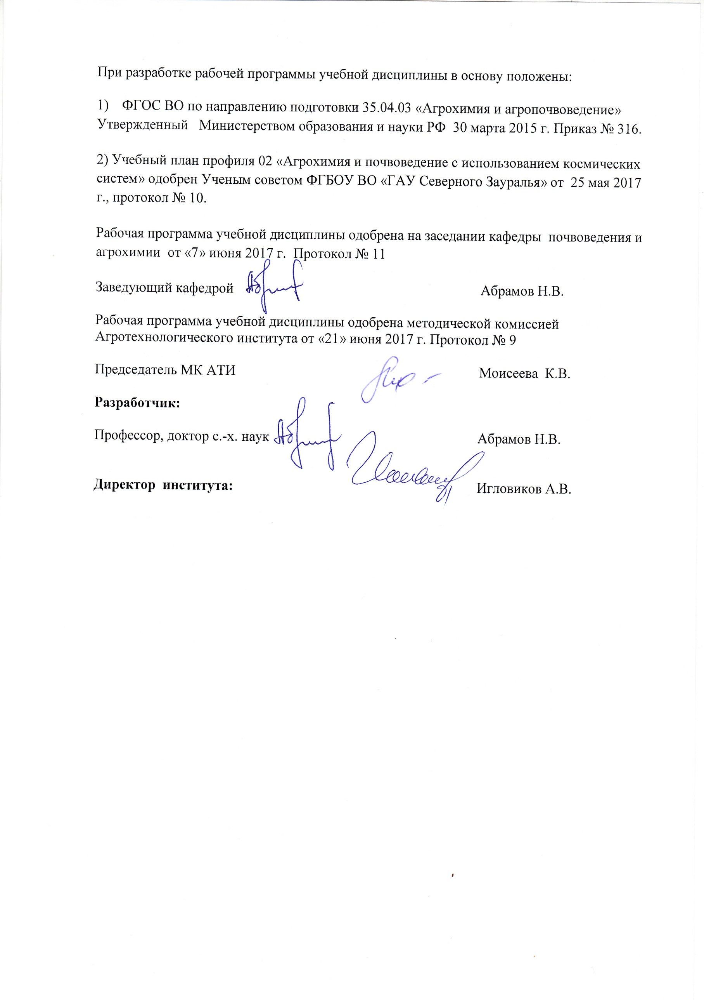 При разработке рабочей программы учебной дисциплины в основу положены:
1) ФГОС ВО по направлению подготовки 35.04.03 «Агрохимия и агропочвоведение»
Утвержденный Министерством образования и науки РФ 30 марта 2015 г. Приказ № 316.
2) Учебный план профиля 02 «Агрохимия и почвоведение с использованием космических
систем» одобрен Ученым советом ФГБОУ ВО «ГАУ Северного Зауралья» от 25 мая 2017
г., протокол № 10.
Рабочая программа учебной дисциплины одобрена на заседании кафедры почвоведения и
агрохимии от «7» июня 2017 г. Протокол № 11
Заведующий кафедрой Абрамов Н.В.
Рабочая программа учебной дисциплины одобрена методической комиссией
Агротехнологического института от «21» июня 2017 г. Протокол № 9
Председатель МК АТИ Моисеева К.В.
Разработчик:
Профессор, доктор с.-х. наук Абрамов Н.В.
Директор института: Игловиков А.В.